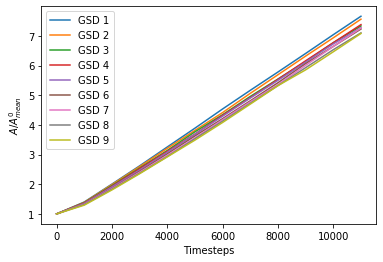 GSD 1
GSD 2
GSD 3
GSD 4
GSD 5
GSD 6
GSD 7
GSD 8
GSD 9
7
6
5
4
3
2
1
A/A⁰mean
0 2000 4000 6000 8000 10000
Timesteps